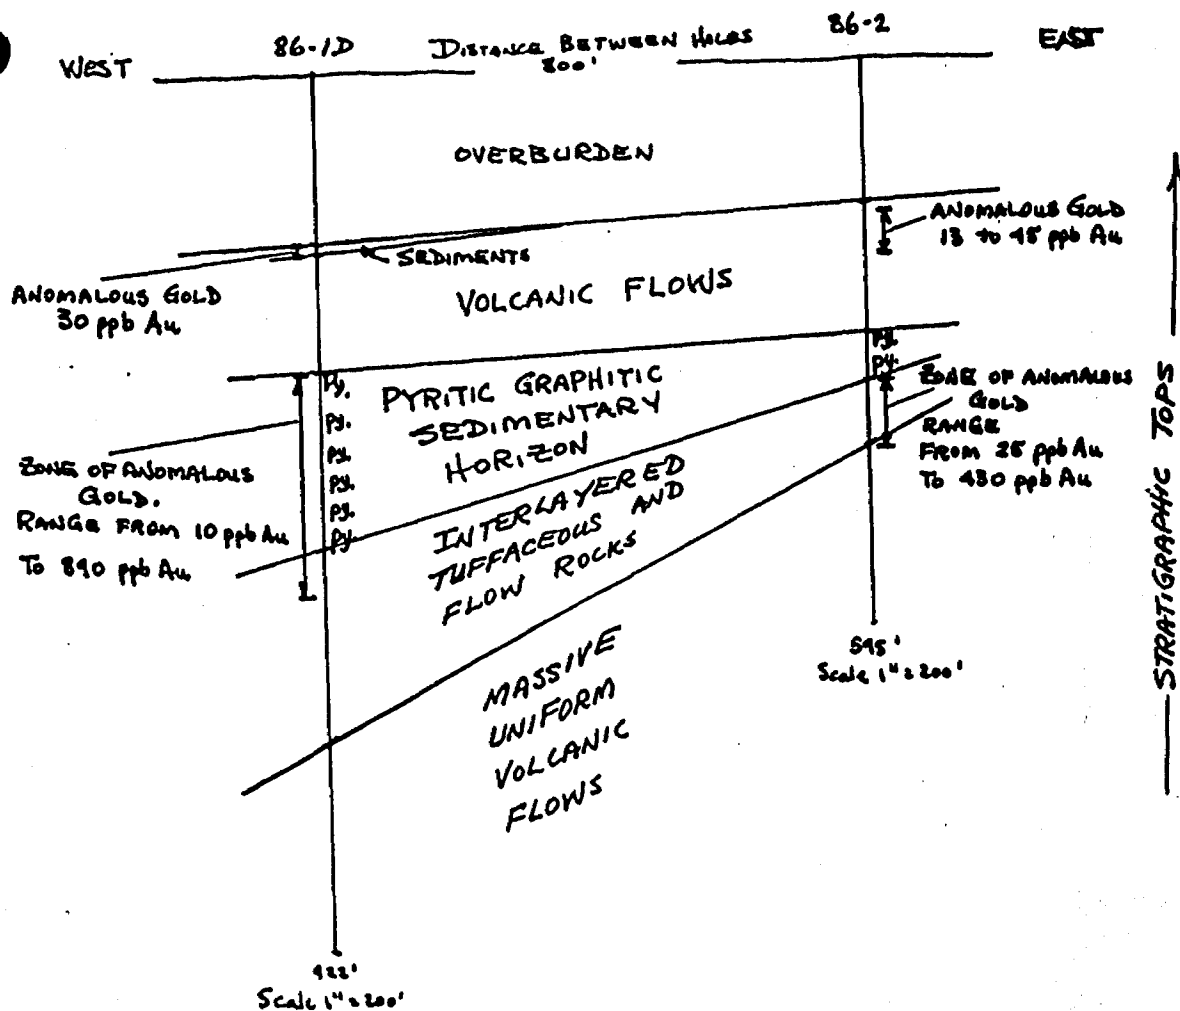 WEST
86-1D
DISTANCE BETWEEN HOLES
800'
86-2
EAST
OVERBURDEN
ANOMALOUS GOLD
13 to 45 ppb Au
SEDIMENTS
ANOMALOUS GOLD
30 ppb Au
VOLCANIC FLOWS
Py.
Py.
Py.
Py.
Py.
Py.
Py.
Py.
PYRITIC GRAPHITIC
SEDIMENTARY
HORIZON
ZONE OF ANOMALOUS
GOLD
RANGE
FROM 25 ppb Au
To 430 ppb Au
ZONE OF ANOMALOUS
GOLD.
RANGE FROM 10 ppb Au
To 890 ppb Au
INTERLAYERED
TUFFACEOUS AND
FLOW ROCKS
MASSIVE
UNIFORM
VOLCANIC
FLOWS
595'
Scale 1" = 200'
922'
Scale 1" = 200'
STRATIGRAPHIC TOPS